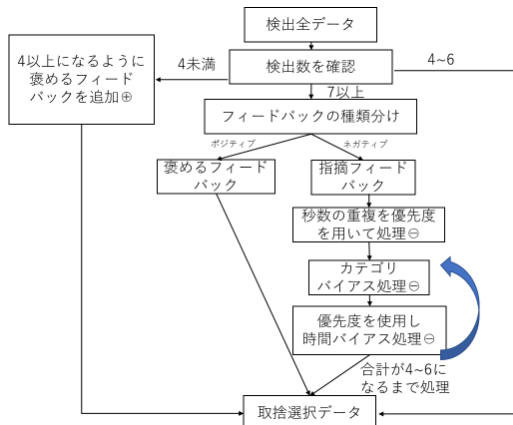 検出全データ
4以上になるように
褒めるフィード
バックを追加⊕
4未満
検出数を確認
4~6
7以上
フィードバックの種類分け
ポジティブ
ネガティブ
褒めるフィード
バック
指摘フィード
バック
秒数の重複を優先度
を用いて処理⊖
カテゴリ
バイアス処理⊖
優先度を使用し
時間バイアス処理⊖
合計が4~6に
なるまで処理
取捨選択データ